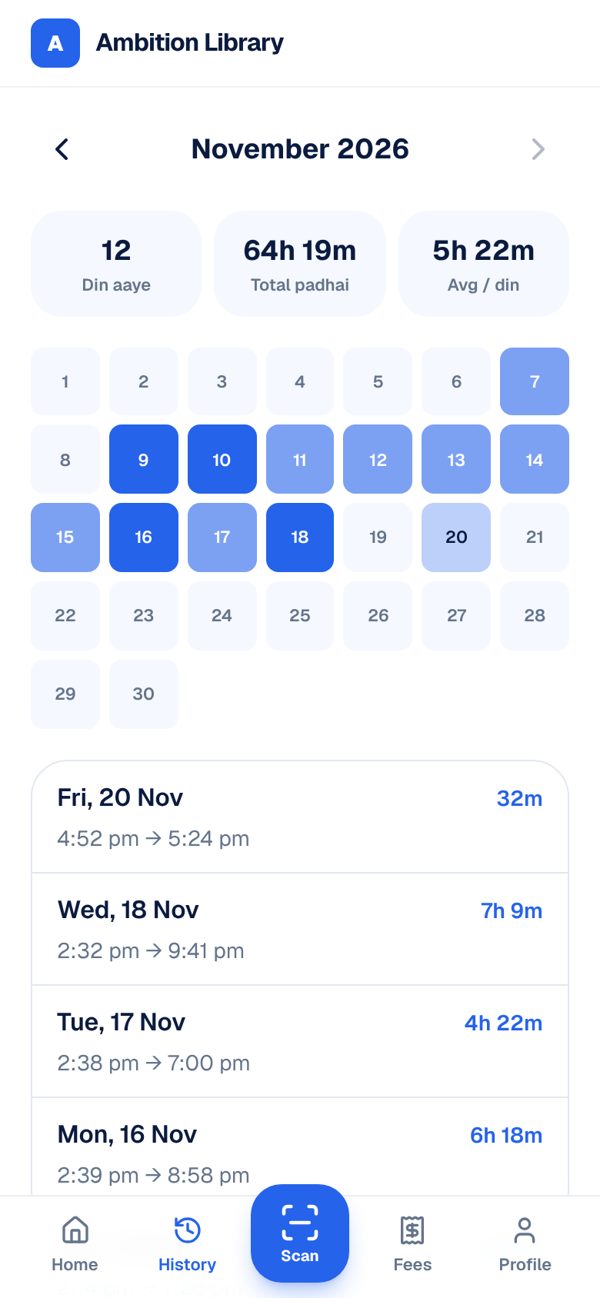 A Ambition Library
November 2026
12 64h 19m 5h 22m
Din aaye Total padhai Avg / din
1 2 3 4 5 6 7
8 9 10 11 12 13 14
15 16 17 18 19 20 21
22 23 24 25 26 27 28
29 30
Fri, 20 Nov 32m
4:52 pm → 5:24 pm
Wed, 18 Nov 7h 9m
2:32 pm → 9:41 pm
Tue, 17 Nov 4h 22m
2:38 pm → 7:00 pm
Mon, 16 Nov 6h 18m
2:39 pm → 8:58 pm
Home History Scan Fees Profile